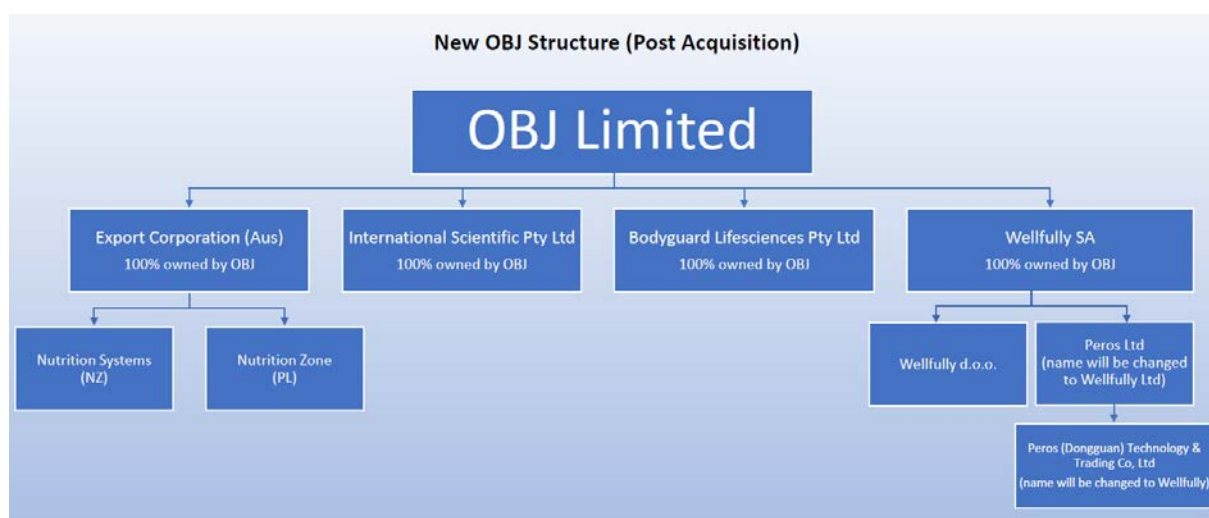 New OBJ Structure (Post Acquisition)
OBJ Limited
Export Corporation (Aus)
100% owned by OBJ
International Scientific Pty Ltd
100% owned by OBJ
Bodyguard Lifesciences Pty Ltd
100% owned by OBJ
Wellfully SA
100% owned by OBJ
Nutrition Systems
(NZ)
Nutrition Zone
(PL)
Wellfully d.o.o.
Peros Ltd
(name will be changed
to Wellfully Ltd)
Peros (Dongguan) Technology &
Trading Co, Ltd
(name will be changed to Wellfully)